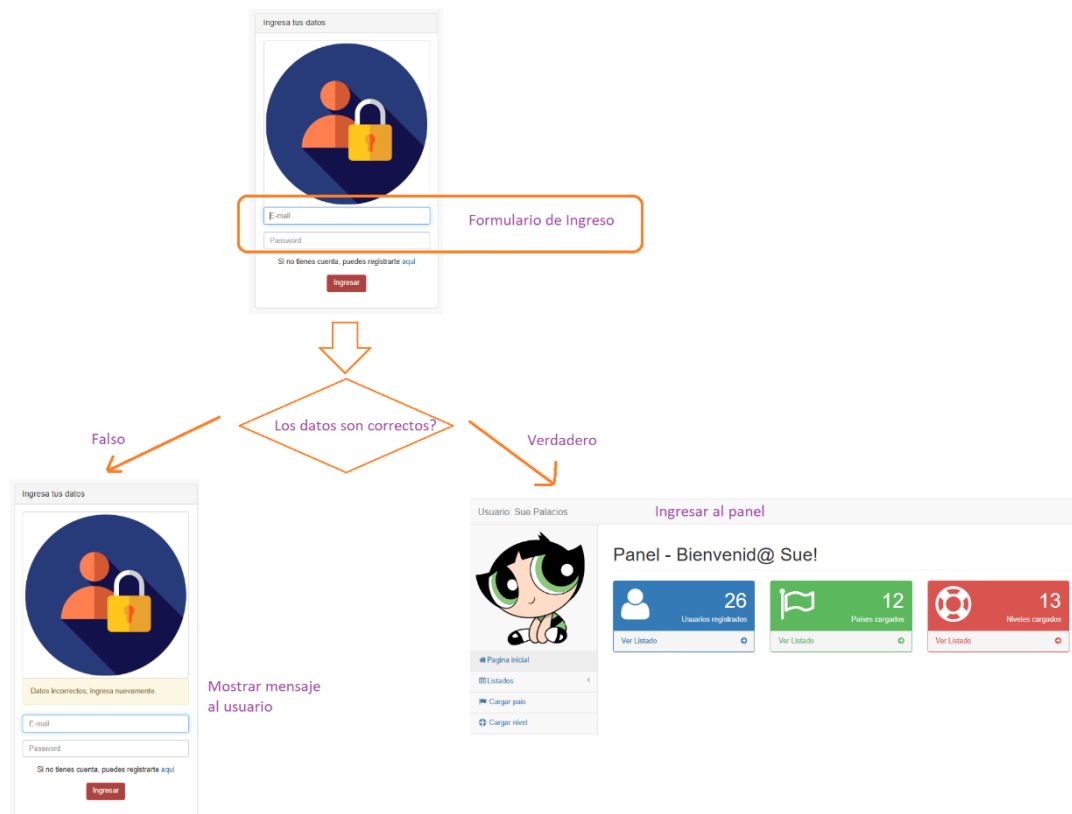 Ingresa tus datos
E-mail
Password
Formulario de Ingreso
Si no tienes cuenta, puedes registrarte aquí
Ingresar
Los datos son correctos?
Falso
Verdadero
Ingresa tus datos
Datos incorrectos, ingresa nuevamente.
Mostrar mensaje
al usuario
E-mail
Password
Si no tienes cuenta, puedes registrarte aquí
Ingresar
Usuario: Sue Palacios
Ingresar al panel
Panel - Bienvenid@ Sue!
26
Usuarios registrados
Ver Listado
12
Países cargados
Ver Listado
13
Niveles cargados
Ver Listado
Pagina inicial
Listados
Cargar país
Cargar nivel